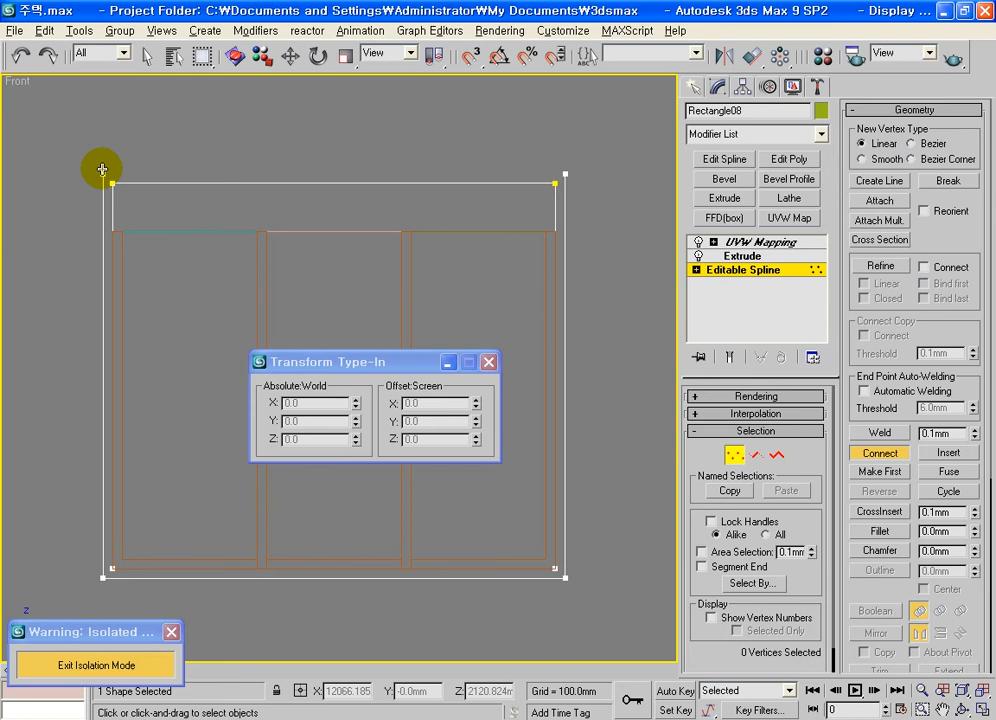 주택.max - Project Folder: C:₩Documents and Settings₩Administrator₩My Documents₩3dsmax - Autodesk 3ds Max 9 SP2 - Display ...
File Edit Tools Group Views Create Modifiers reactor Animation Graph Editors Rendering Customize MAXScript Help
All
View
View
Front
Rectangle08
Modifier List
Edit Spline Edit Poly
Bevel Bevel Profile
Extrude Lathe
FFD(box) UVW Map
UVW Mapping
Extrude
Editable Spline
+ Rendering
+ Interpolation
- Selection
Named Selections:
Copy Paste
Lock Handles
Alike All
Area Selection: 0.1mm
Segment End
Select By...
Display
Show Vertex Numbers
Selected Only
0 Vertices Selected
- Geometry
New Vertex Type
Linear Bezier
Smooth Bezier Corner
Create Line Break
Attach Reorient
Attach Mult.
Cross Section
Refine Connect
Linear Bind first
Closed Bind last
Connect Copy
Connect
Threshold 0.1mm
End Point Auto-Welding
Automatic Welding
Threshold 6.0mm
Weld 0.1mm
Connect Insert
Make First Fuse
Reverse Cycle
CrossInsert 0.1mm
Fillet 0.0mm
Chamfer 0.0mm
Outline 0.0mm
Center
Boolean
Mirror
Copy About Pivot
Trim Extend
Transform Type-In
Absolute:World Offset:Screen
X: 0.0 X: 0.0
Y: 0.0 Y: 0.0
Z: 0.0 Z: 0.0
z
Warning: Isolated ...
Exit Isolation Mode
1 Shape Selected X: 12066.185 Y: -0.0mm Z: 2120.824m Grid = 100.0mm Auto Key Selected
Click or click-and-drag to select objects Add Time Tag Set Key Key Filters... 0